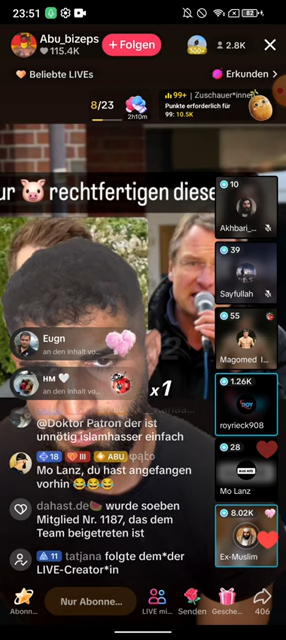 23:51
82
Abu_bizeps
115.4K
+ Folgen
2.8K
Beliebte LIVEs
Erkunden >
8/23
2h10m
99+ | Zuschauer*inne
Punkte erforderlich für
99: 10.5K
ur 🐷 rechtfertigen diese
10
Akhbari_...
39
Sayfullah
55
Magomed I...
1.26K
royrieck908
28
Mo Lanz
8.02K
Ex-Muslim
Eugn
an den Inhalt vo...
HM 🤍
an den Inhalt vo...
x1
@Doktor Patron der ist
unnötig islamhasser einfach
18 III ABU
Mo Lanz, du hast angefangen
vorhin 😂😂😂
dahast.de🍉 wurde soeben
Mitglied Nr. 1187, das dem
Team beigetreten ist
11 tatjana folgte dem*der
LIVE-Creator*in
Abonn...
Nur Abonne...
LIVE mi...
Senden
Gesche...
406